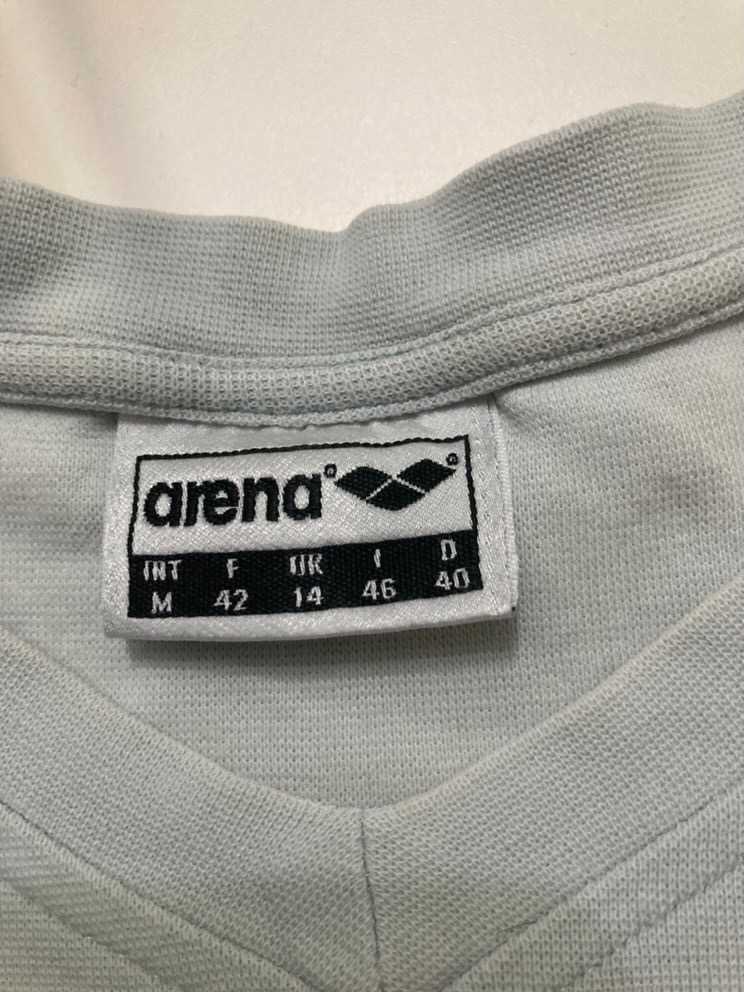 arena® ®
INT F UK I D
M 42 14 46 40